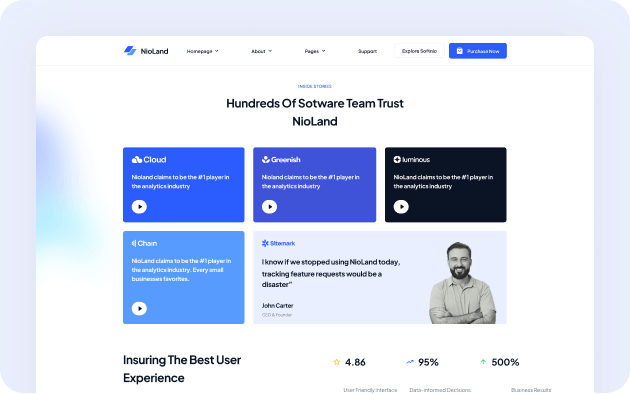 NioLand
Homepage
About
Pages
Support
Explore Softnio
Purchase Now
INSIDE STORIES
Hundreds Of Sotware Team Trust
NioLand
Cloud
Nioland claims to be the #1 player in
the analytics industry
Greenish
Nioland claims to be the #1 player in
the analytics industry
luminous
NioLand claims to be the #1 player in
the analytics industry
Chain
NioLand claims to be the #1 player in
the analytics industry. Every small
businesses favorites.
Sitemark
I know if we stopped using NioLand today,
tracking feature requests would be a
disaster"
John Carter
CEO & Founder
Insuring The Best User
Experience
4.86
95%
500%
User Friendly Interface
Data-informed Decisions
Business Results